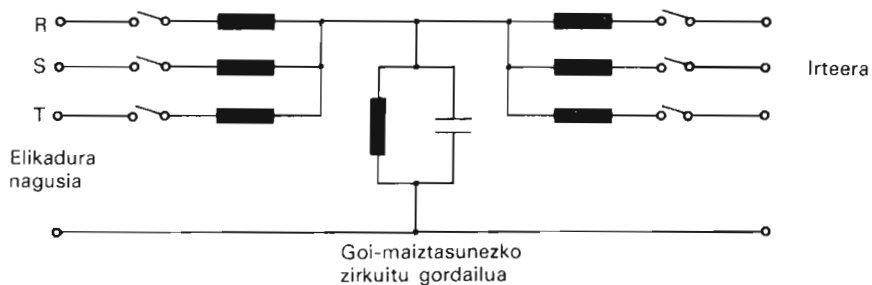 R
S
T
Elikadura
nagusia
Irteera
Goi-maiztasunezko
zirkuitu gordailua